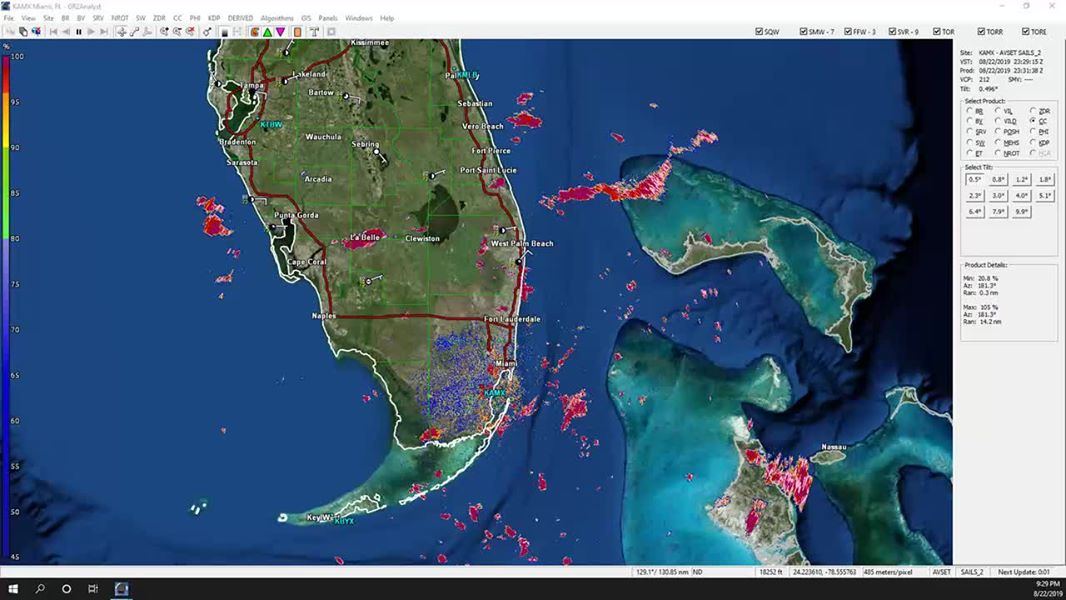 KAMX Miami, FL - GR2Analyst
File View Site BR BV SRV NROT SW ZDR CC PHI KDP DERIVED Algorithms GIS Panels Windows Help
SQW SMW - 7 FFW - 3 SVR - 9 TOR TORR TORE
%
100
95
90
85
80
75
70
65
60
55
50
45
Kissimmee
Tampa
Lakeland
KMLB
Bartow
Sebastian
KTBW
Vero Beach
Bradenton
Wauchula
Sebring
Fort Pierce
Sarasota
Port Saint Lucie
Arcadia
Punta Gorda
La Belle
Clewiston
West Palm Beach
Cape Coral
Naples
Fort Lauderdale
Miami
KAMX
Nassau
Key W
KBYX
Site: KAMX - AVSET SAILS_2
VST: 08/22/2019 23:29:15 Z
Prod: 08/22/2019 23:31:38 Z
VCP: 212 SMV: ----
Tilt: 0.496°
Select Product:
BR VIL ZDR
BV VILD CC
SRV POSH PHI
SW MEHS KDP
ET NROT HCA
Select Tilt:
0.5° 0.8° 1.2° 1.8°
2.3° 3.0° 4.0° 5.1°
6.4° 7.9° 9.9°
Product Details:
Min: 20.8 %
Az: 181.3°
Ran: 0.3 nm
Max: 105 %
Az: 181.3°
Ran: 14.2 nm
129.1°/ 130.85 nm ND 18252 ft 24.223610, -78.555763 485 meters/pixel AVSET SAILS_2 Next Update: 0:01
9:29 PM
8/22/2019